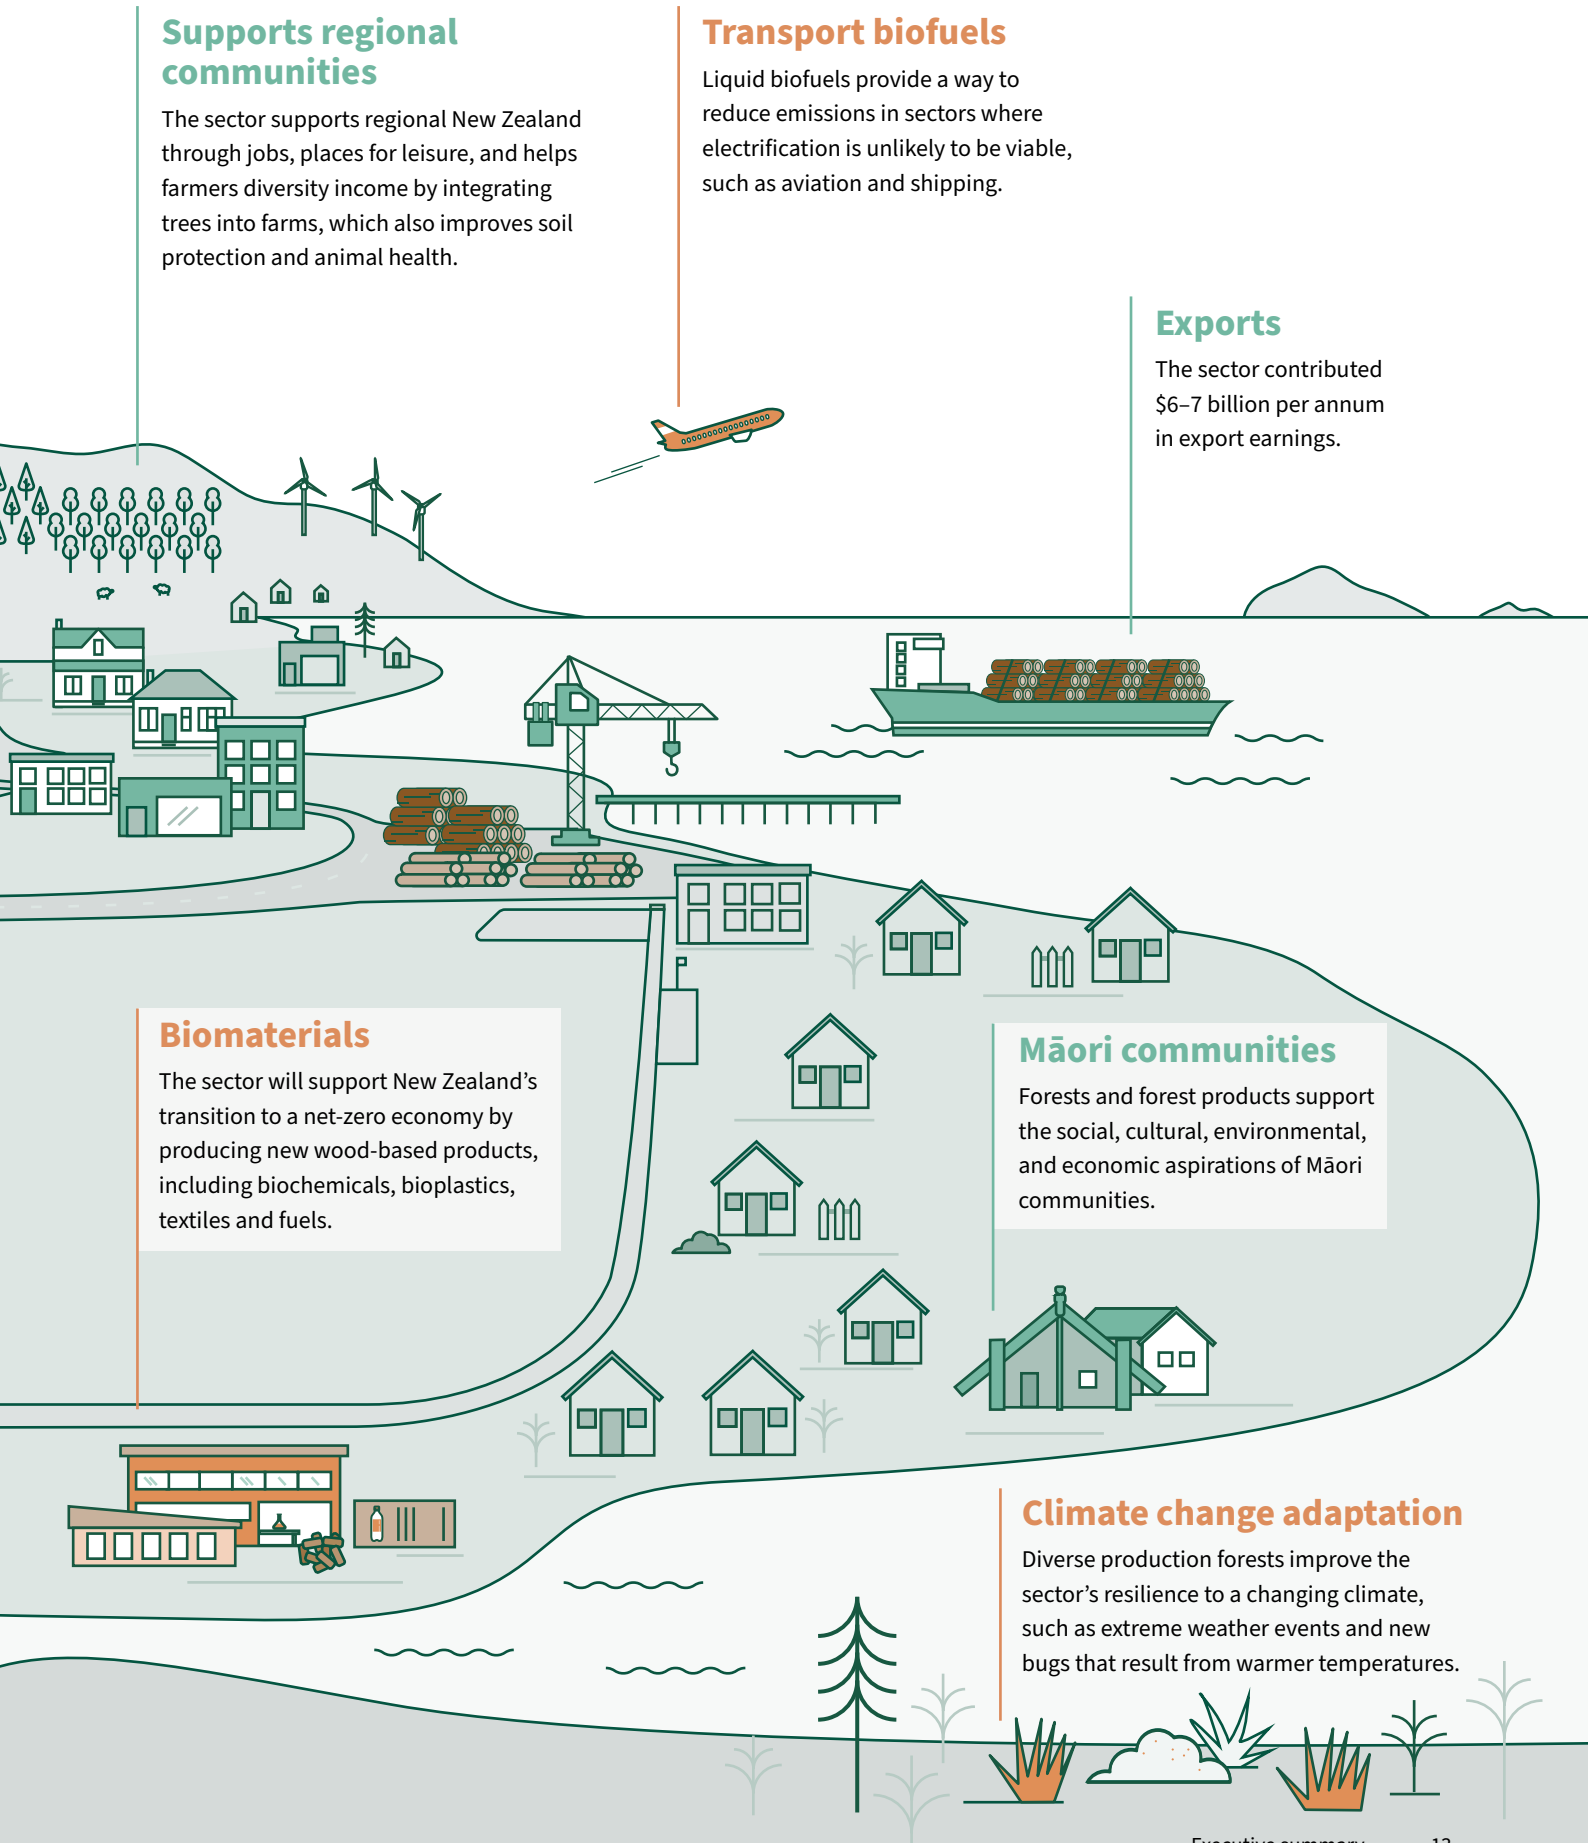 Supports regional
communities
The sector supports regional New Zealand
through jobs, places for leisure, and helps
farmers diversity income by integrating
trees into farms, which also improves soil
protection and animal health.
Transport biofuels
Liquid biofuels provide a way to
reduce emissions in sectors where
electrification is unlikely to be viable,
such as aviation and shipping.
Exports
The sector contributed
$6–7 billion per annum
in export earnings.
Biomaterials
The sector will support New Zealand’s
transition to a net-zero economy by
producing new wood-based products,
including biochemicals, bioplastics,
textiles and fuels.
Māori communities
Forests and forest products support
the social, cultural, environmental,
and economic aspirations of Māori
communities.
Climate change adaptation
Diverse production forests improve the
sector’s resilience to a changing climate,
such as extreme weather events and new
bugs that result from warmer temperatures.
Executive summary